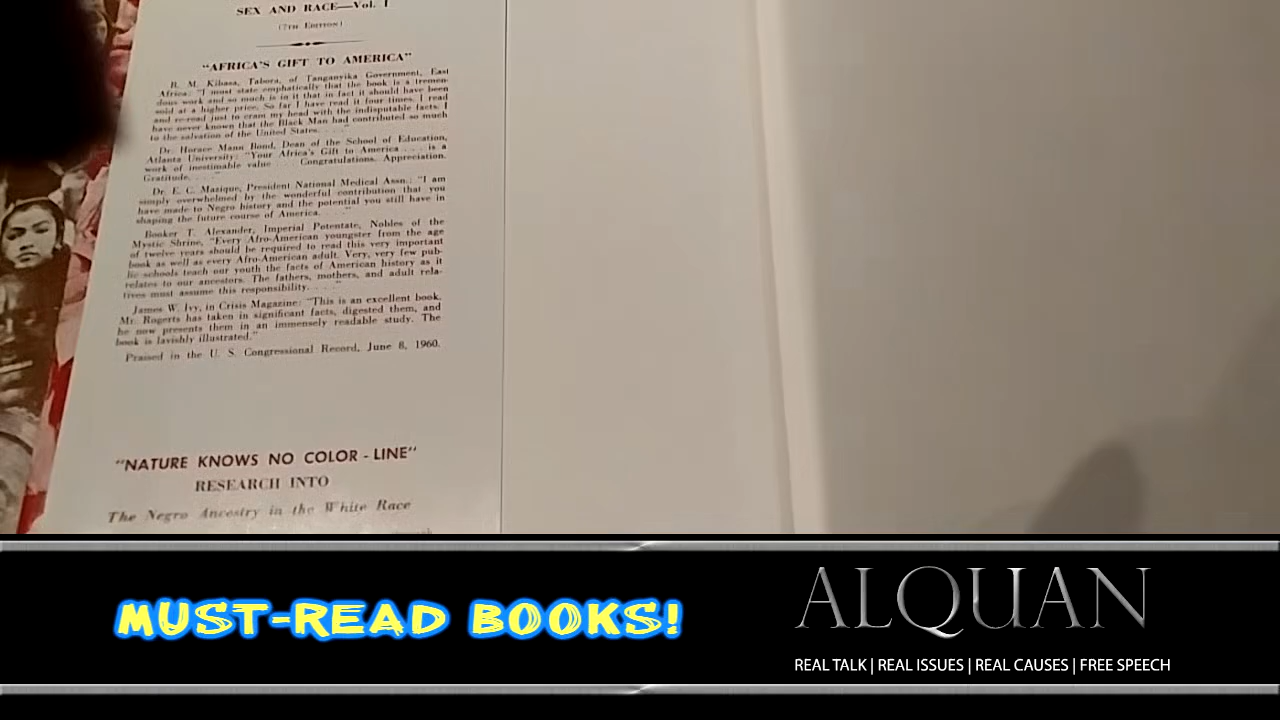 SEX AND RACE—Vol. I
(7TH EDITION)
"AFRICA'S GIFT TO AMERICA"
R. M. Kibasa, Tabora, of Tanganyika Government, East
Africa: "I must state emphatically that the book is a tremen-
dous work and so much is in it that in fact it should have been
sold at a higher price. So far I have read it four times. I read
and re-read just to cram my head with the indisputable facts. I
have never known that the Black Man had contributed so much
to the salvation of the United States. . . ."
Dr. Horace Mann Bond, Dean of the School of Education,
Atlanta University: "Your Africa's Gift to America . . . . is a
work of inestimable value . . . . Congratulations. Appreciation.
Gratitude. . . ."
Dr. E. C. Mazique, President National Medical Assn.: "I am
simply overwhelmed by the wonderful contribution that you
have made to Negro history and the potential you still have in
shaping the future course of America. . . ."
Booker T. Alexander, Imperial Potentate, Nobles of the
Mystic Shrine, "Every Afro-American youngster from the age
of twelve years should be required to read this very important
book as well as every Afro-American adult. Very, very few pub-
lic schools teach our youth the facts of American history as it
relates to our ancestors. The fathers, mothers, and adult rela-
tives must assume this responsibility. . . ."
James W. Ivy, in Crisis Magazine: "This is an excellent book.
Mr. Rogerts has taken in significant facts, digested them, and
he now presents them in an immensely readable study. The
book is lavishly illustrated."
Praised in the U. S. Congressional Record, June 8, 1960.
"NATURE KNOWS NO COLOR - LINE"
RESEARCH INTO
The Negro Ancestry in the White Race
MUST-READ BOOKS!
ALQUAN
REAL TALK | REAL ISSUES | REAL CAUSES | FREE SPEECH